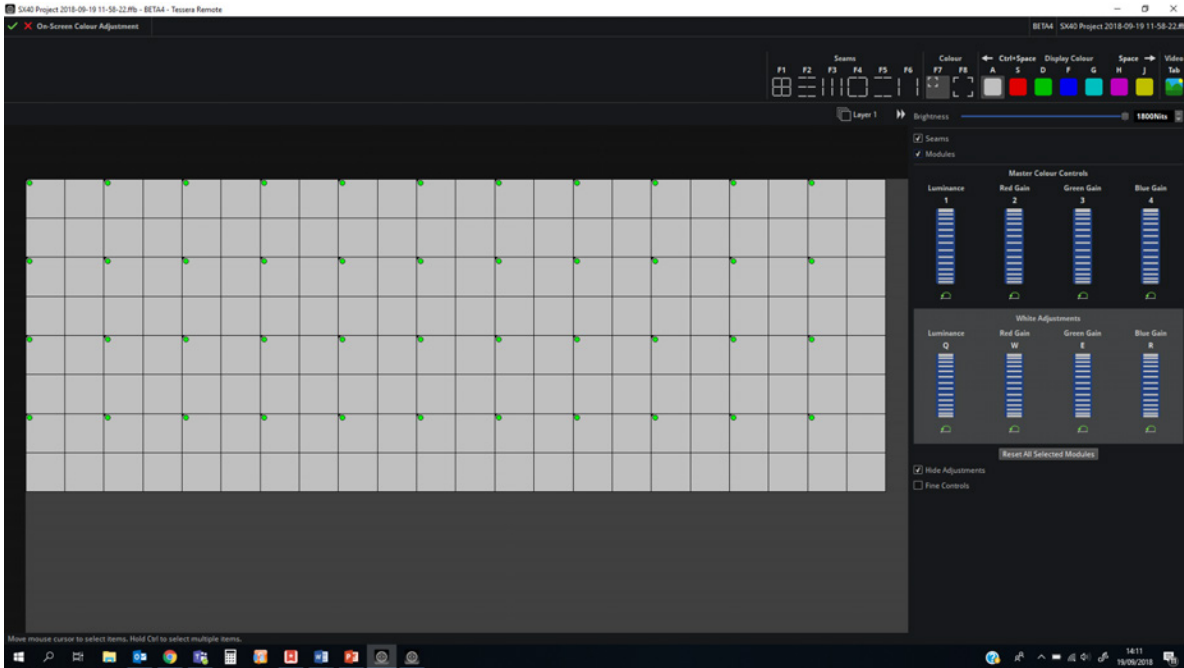 SX40 Project 2018-09-19 11-58-22.ffb - BETA4 - Tessera Remote
On-Screen Colour Adjustment
BETA4 SX40 Project 2018-09-19 11-58-22.ff
Seams Colour Ctrl+Space Display Colour Space Video
F1 F2 F3 F4 F5 F6 F7 F8 A S D F G H J Tab
Layer 1
Brightness 1800Nits
Seams
Modules
Master Colour Controls
Luminance Red Gain Green Gain Blue Gain
1 2 3 4
White Adjustments
Luminance Red Gain Green Gain Blue Gain
Q W E R
Reset All Selected Modules
Hide Adjustments
Fine Controls
Move mouse cursor to select items. Hold Ctrl to select multiple items.
14:11
19/09/2018